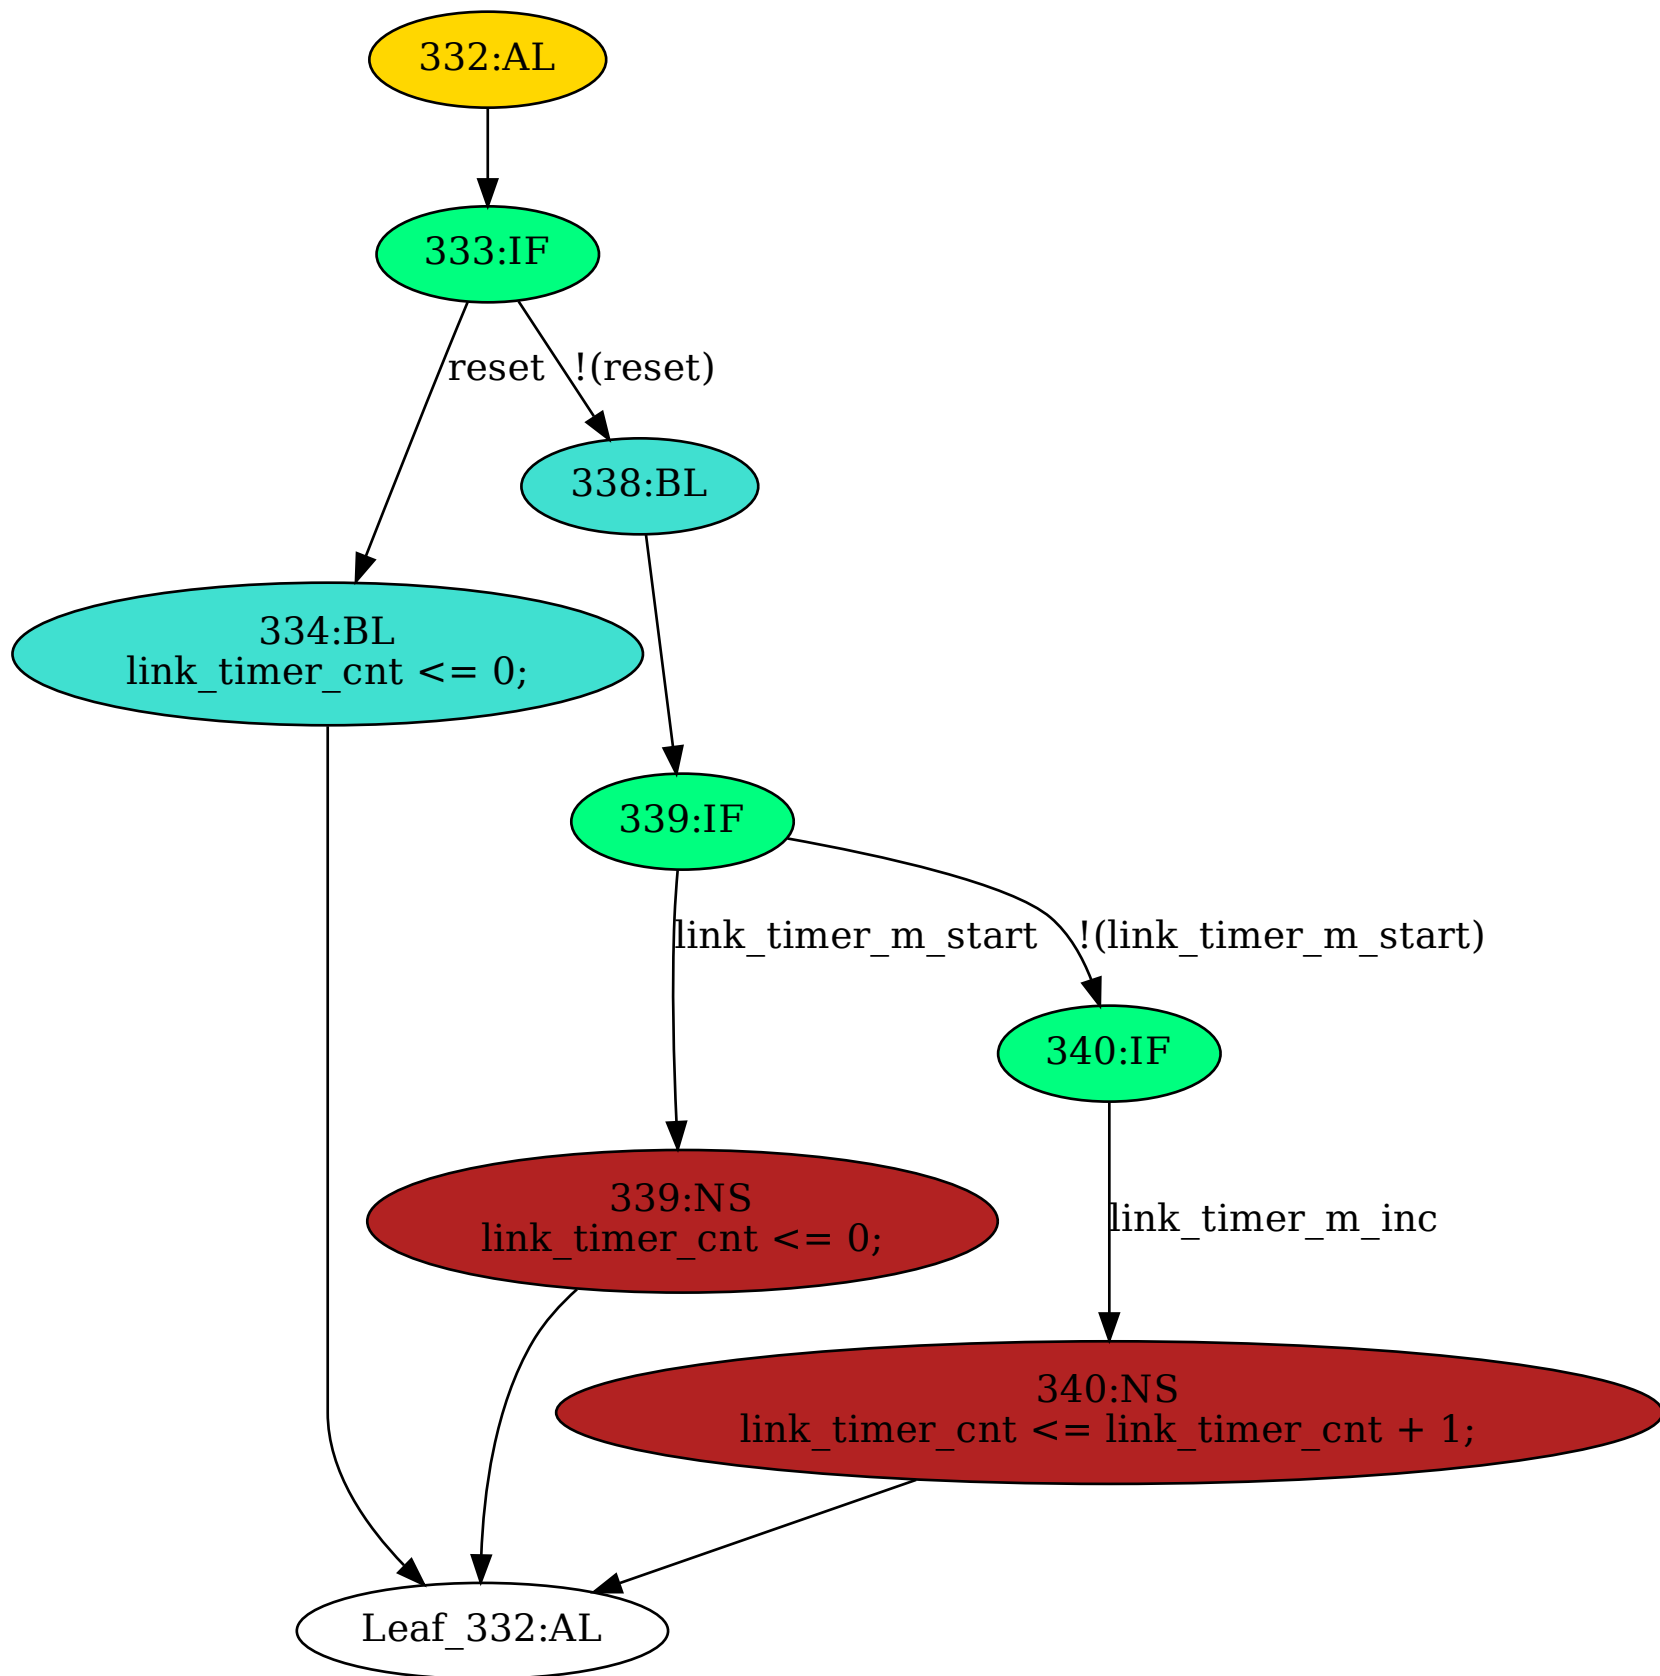 332:AL
333:IF
reset
!(reset)
338:BL
334:BL
link_timer_cnt <= 0;
339:IF
link_timer_m_start
!(link_timer_m_start)
340:IF
339:NS
link_timer_cnt <= 0;
link_timer_m_inc
340:NS
link_timer_cnt <= link_timer_cnt + 1;
Leaf_332:AL